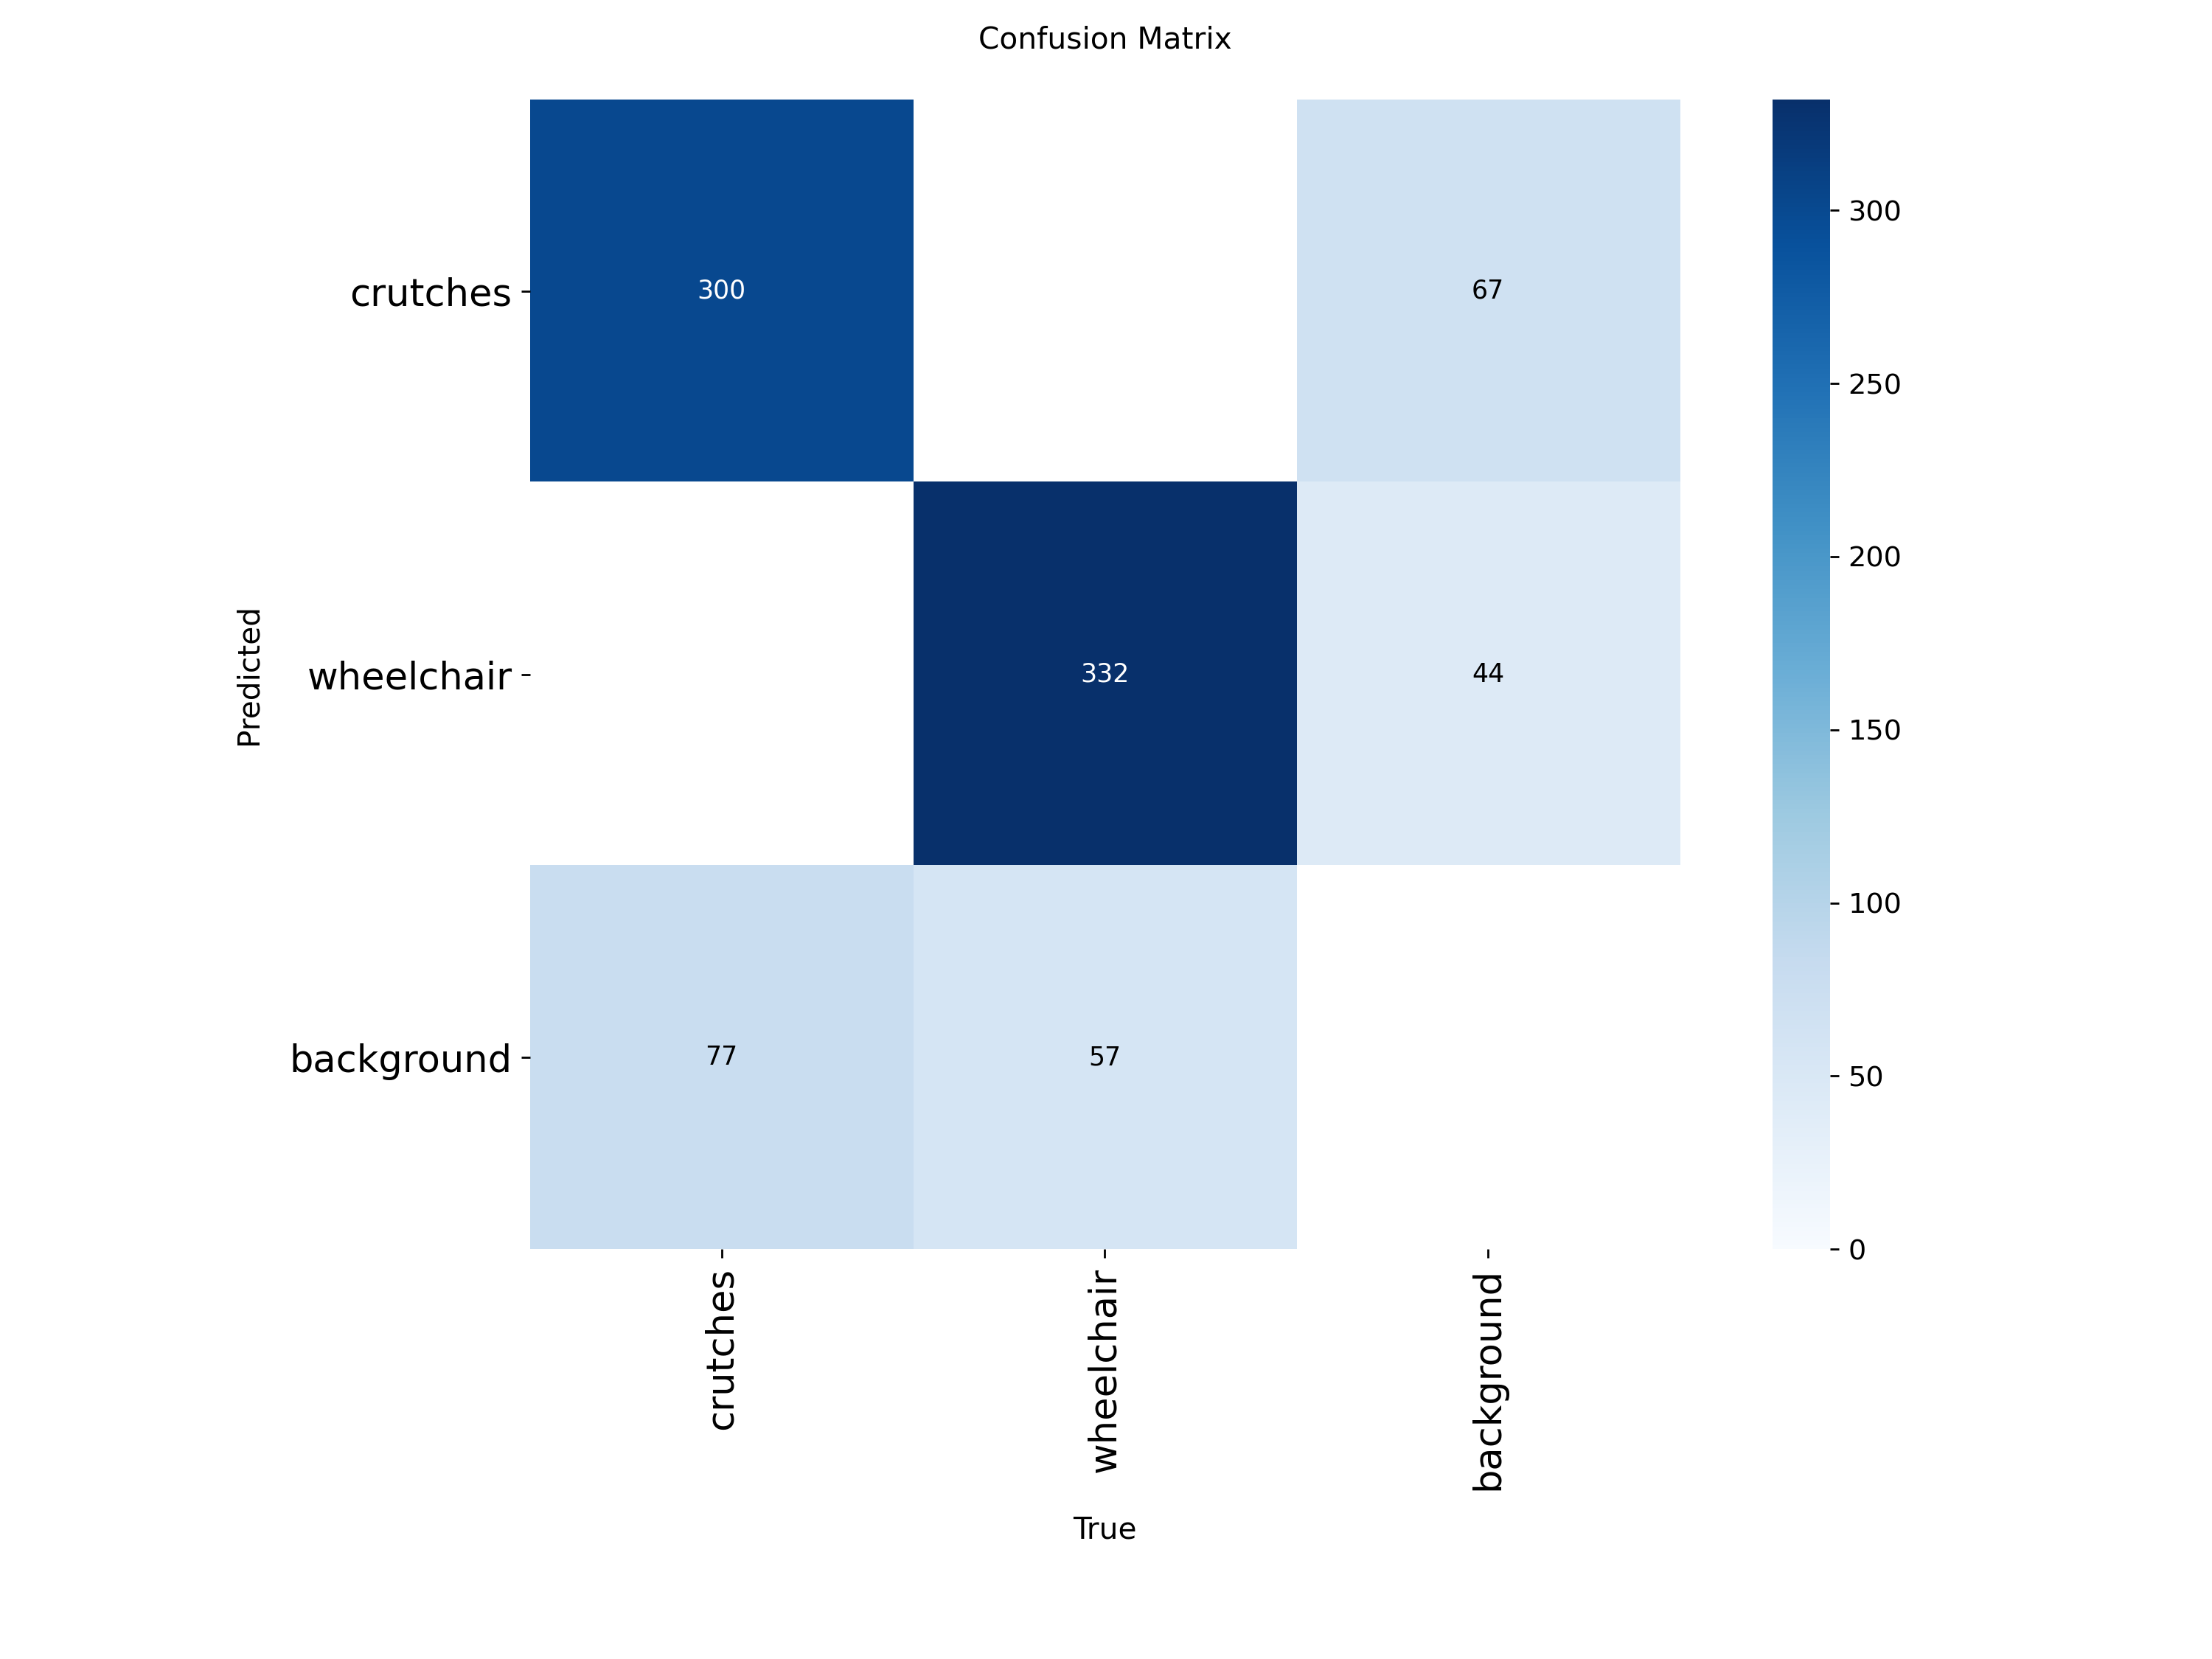 Confusion Matrix
crutches
300
67
300
250
200
wheelchair
332
44
Predicted
150
100
background
77
57
50
0
crutches
wheelchair
background
True